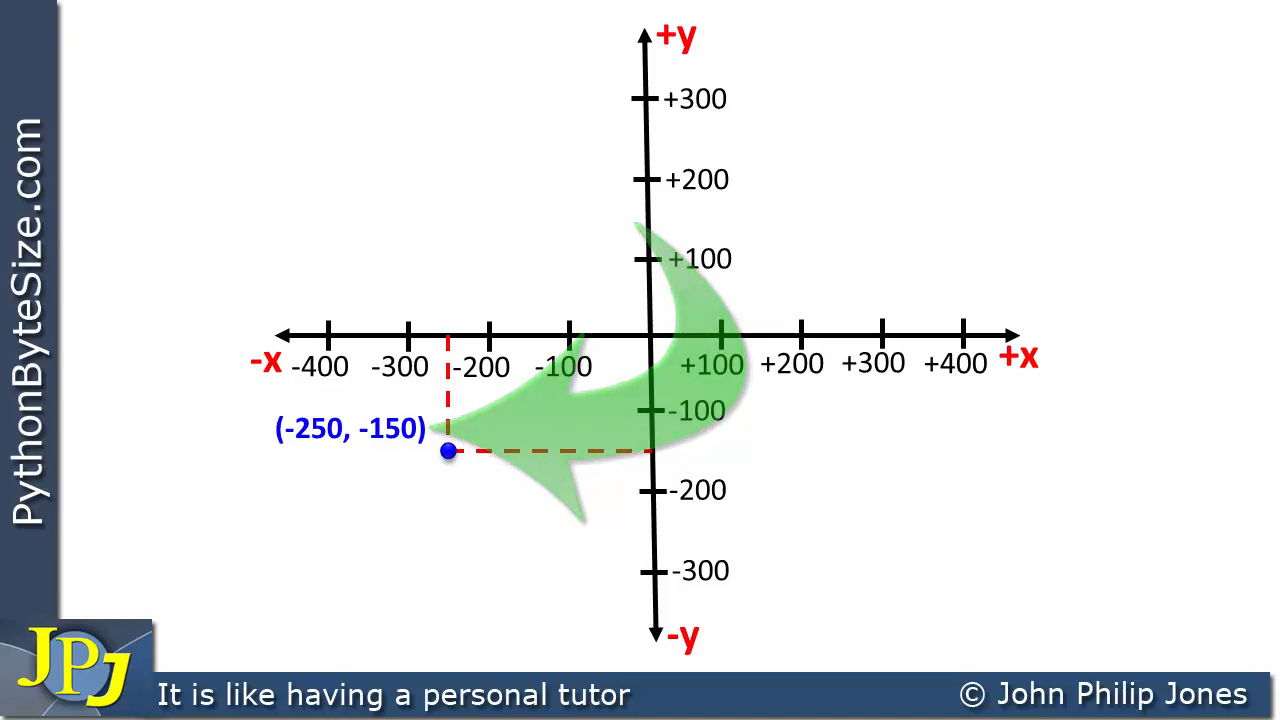 PythonByteSize.com
+y
+300
+200
+100
-x -400 -300 -200 -100 +100 +200 +300 +400 +x
-100
(-250, -150)
-200
-300
-y
JPJ
It is like having a personal tutor
© John Philip Jones